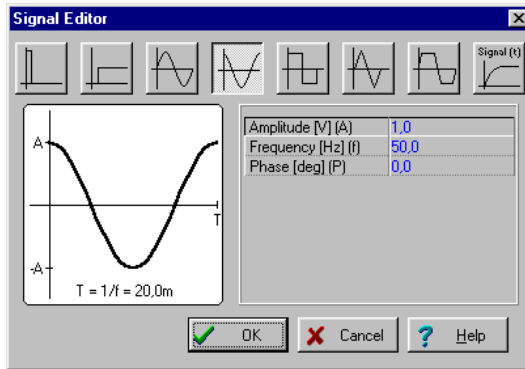 Signal Editor
Signal (t)
A
-A
T
T = 1/f = 20,0m
Amplitude [V] (A) 1,0
Frequency [Hz] (f) 50,0
Phase [deg] (P) 0,0
OK
Cancel
Help